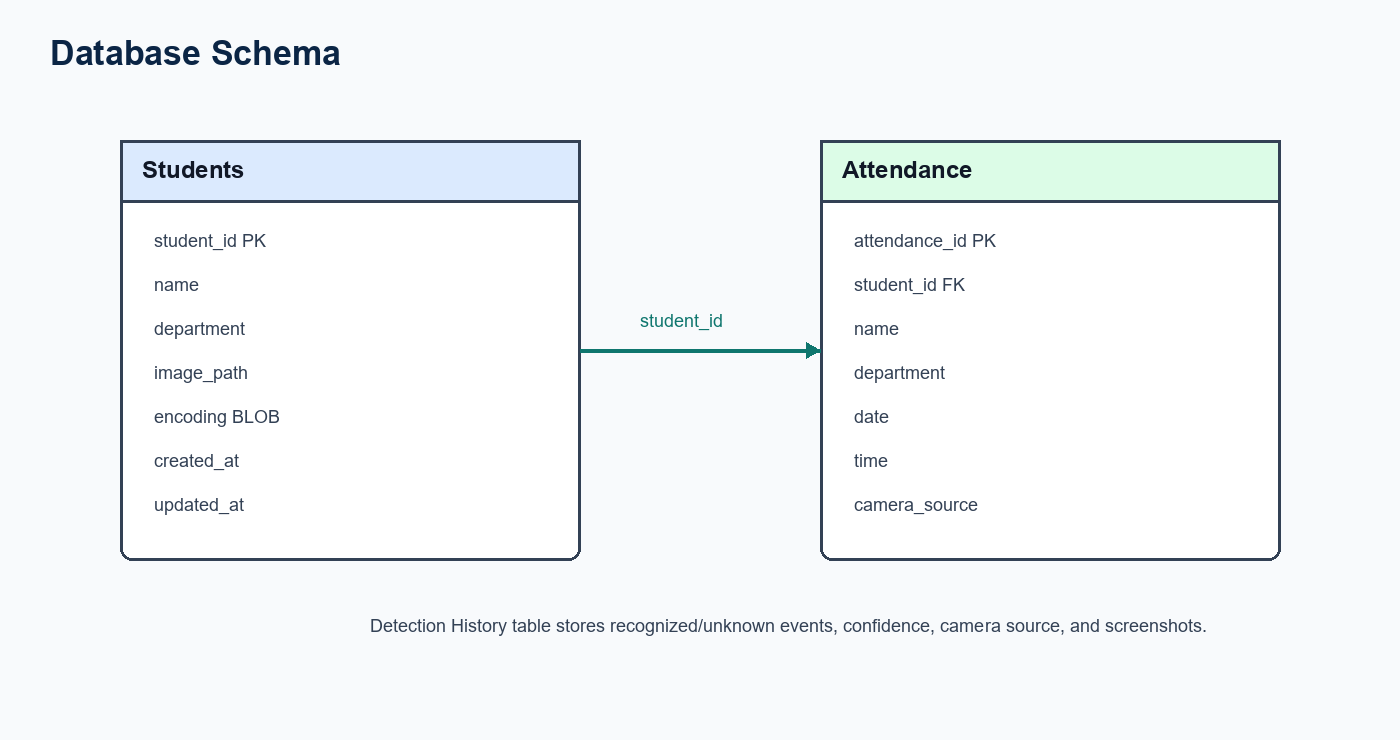 Database Schema
Students
student_id PK
name
department
image_path
encoding BLOB
created_at
updated_at
student_id
Attendance
attendance_id PK
student_id FK
name
department
date
time
camera_source
Detection History table stores recognized/unknown events, confidence, camera source, and screenshots.